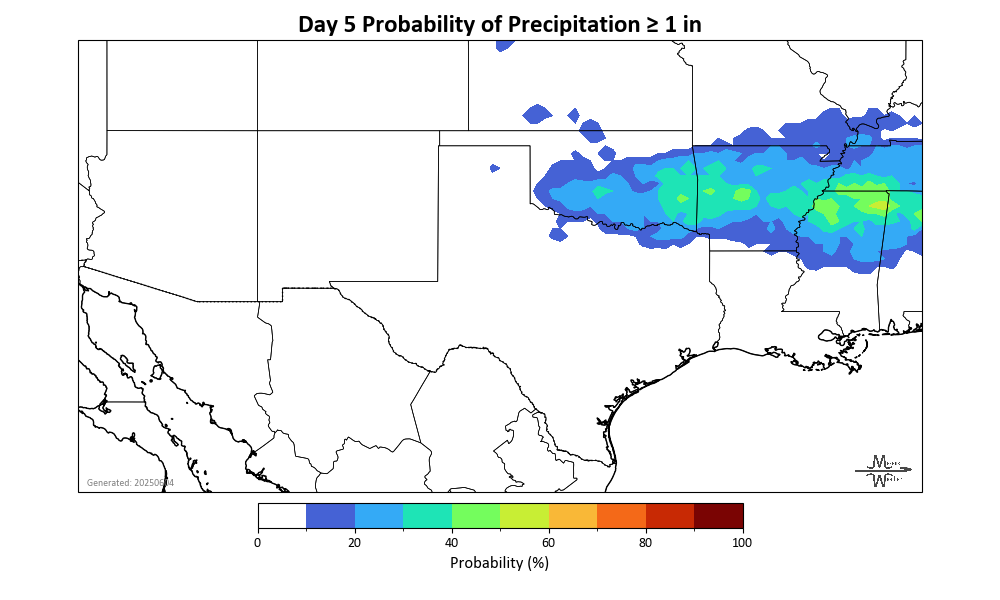 Day 5 Probability of Precipitation ≥ 1 in
Generated: 20250604
0 20 40 60 80 100
Probability (%)